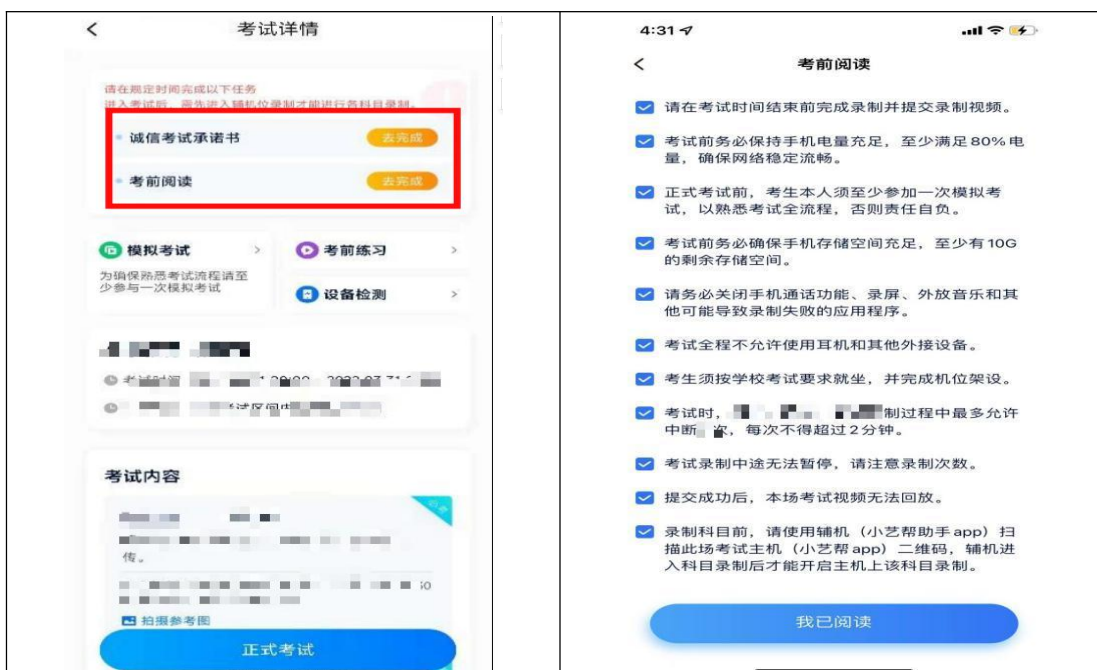 考试详情
请在规定时间完成以下任务
进入考试后，需先进入辅机位录制才能进行各科目录制。
诚信考试承诺书
去完成
考前阅读
去完成
模拟考试
为确保熟悉考试流程请至
少参与一次模拟考试
考前练习
设备检测
考试内容
传。
拍摄参考图
正式考试
4:31
考前阅读
请在考试时间结束前完成录制并提交录制视频。
考试前务必保持手机电量充足，至少满足80%电
量，确保网络稳定流畅。
正式考试前，考生本人须至少参加一次模拟考
试，以熟悉考试全流程，否则责任自负。
考试前务必确保手机存储空间充足，至少有10G
的剩余存储空间。
请务必关闭手机通话功能、录屏、外放音乐和其
他可能导致录制失败的应用程序。
考试全程不允许使用耳机和其他外接设备。
考生须按学校考试要求就坐，并完成机位架设。
考试时，制过程中最多允许
中断次，每次不得超过2分钟。
考试录制中途无法暂停，请注意录制次数。
提交成功后，本场考试视频无法回放。
录制科目前，请使用辅机（小艺帮助手app）扫
描此场考试主机（小艺帮app）二维码，辅机进
入科目录制后才能开启主机上该科目录制。
我已阅读